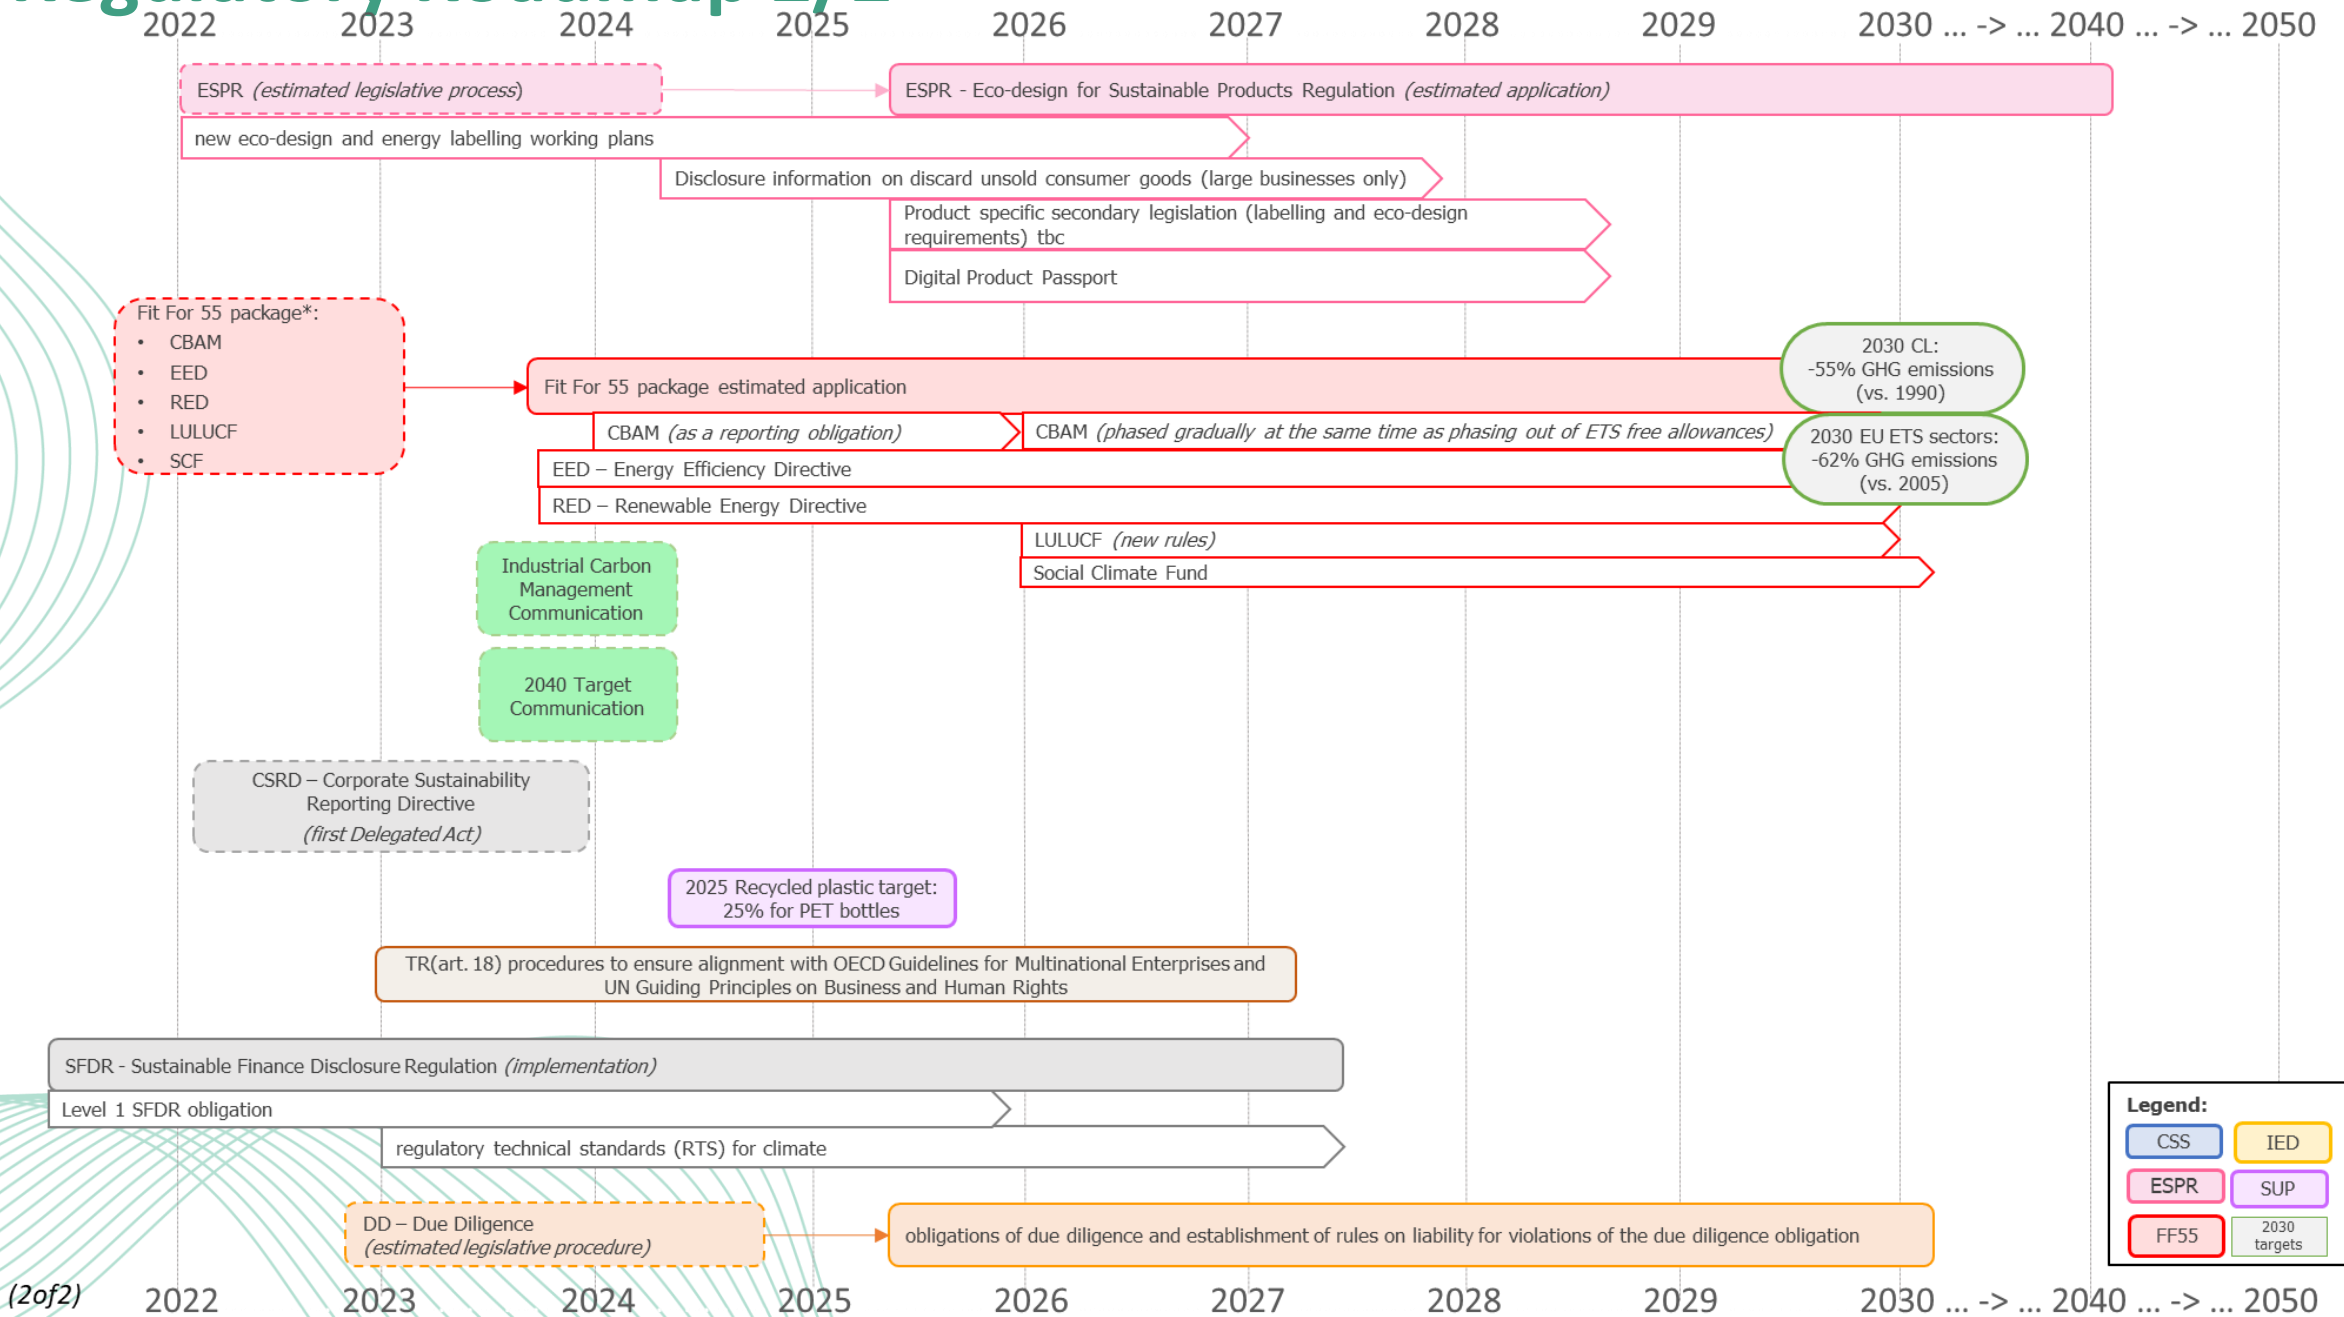 Regulatory Roadmap 2/2
2022 2023 2024 2025 2026 2027 2028 2029 2030 ... -> ... 2040 ... -> ... 2050
ESPR (estimated legislative process)
ESPR - Eco-design for Sustainable Products Regulation (estimated application)
new eco-design and energy labelling working plans
Disclosure information on discard unsold consumer goods (large businesses only)
Product specific secondary legislation (labelling and eco-design
requirements) tbc
Digital Product Passport
Fit For 55 package*:
• CBAM
• EED
• RED
• LULUCF
• SCF
Fit For 55 package estimated application
2030 CL:
-55% GHG emissions
(vs. 1990)
CBAM (as a reporting obligation)
CBAM (phased gradually at the same time as phasing out of ETS free allowances)
2030 EU ETS sectors:
-62% GHG emissions
(vs. 2005)
EED – Energy Efficiency Directive
RED – Renewable Energy Directive
LULUCF (new rules)
Social Climate Fund
Industrial Carbon
Management
Communication
2040 Target
Communication
CSRD – Corporate Sustainability
Reporting Directive
(first Delegated Act)
2025 Recycled plastic target:
25% for PET bottles
TR(art. 18) procedures to ensure alignment with OECD Guidelines for Multinational Enterprises and
UN Guiding Principles on Business and Human Rights
SFDR - Sustainable Finance Disclosure Regulation (implementation)
Level 1 SFDR obligation
regulatory technical standards (RTS) for climate
DD – Due Diligence
(estimated legislative procedure)
obligations of due diligence and establishment of rules on liability for violations of the due diligence obligation
Legend:
CSS IED
ESPR SUP
FF55 2030
targets
(2of2)
2022 2023 2024 2025 2026 2027 2028 2029 2030 ... -> ... 2040 ... -> ... 2050